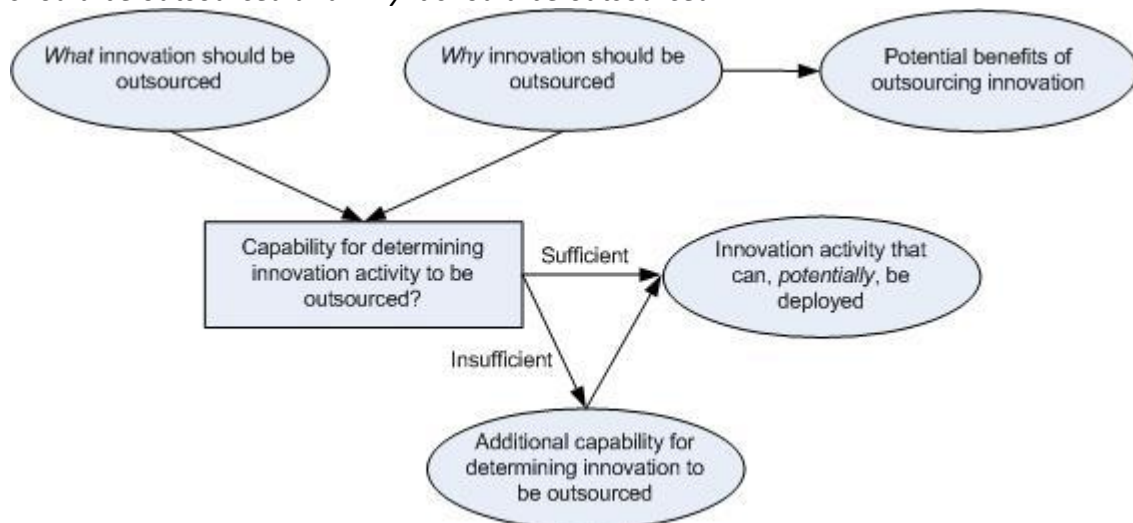 What innovation should be
outsourced
Why innovation should be
outsourced
Potential benefits of
outsourcing innovation
Capability for determining
innovation activity to be
outsourced?
Sufficient
Innovation activity that
can, potentially, be
deployed
Insufficient
Additional capability for
determining innovation to
be outsourced